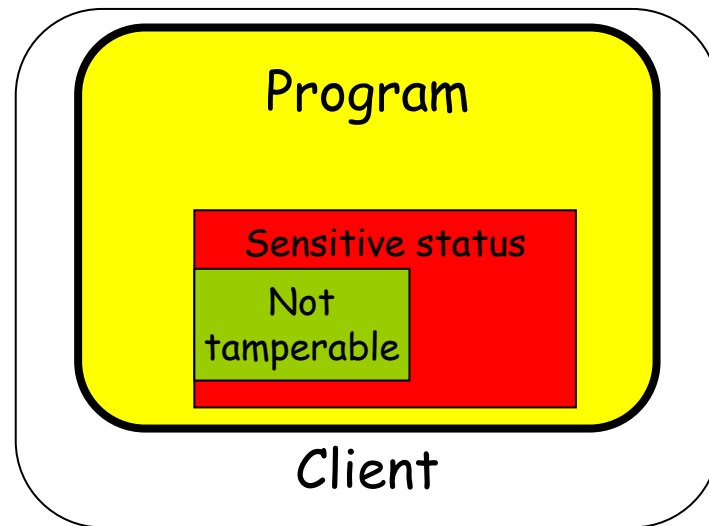 Program
Sensitive status
Not
tamperable
Client